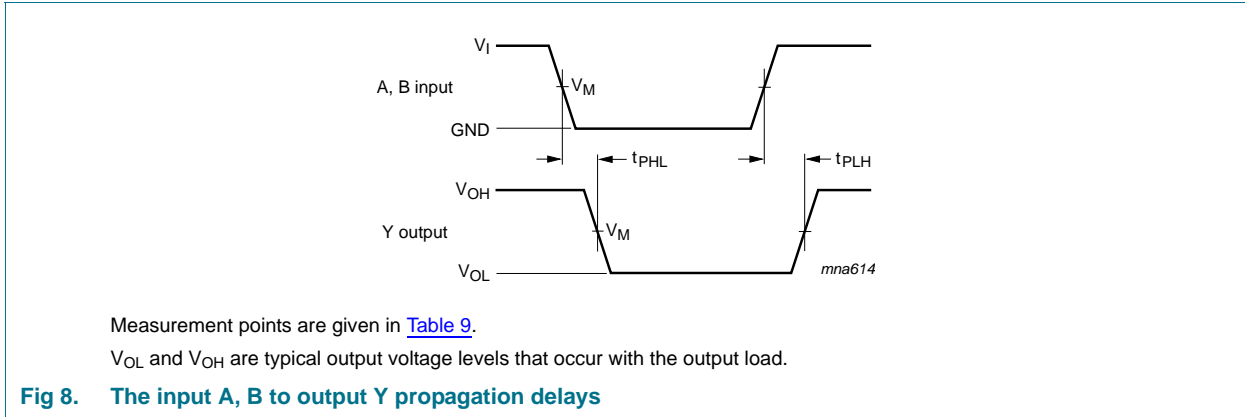 VI
A, B input
VM
GND
tPHL
tPLH
VOH
Y output
VM
VOL
mna614
Measurement points are given in Table 9.
VOL and VOH are typical output voltage levels that occur with the output load.
Fig 8. The input A, B to output Y propagation delays